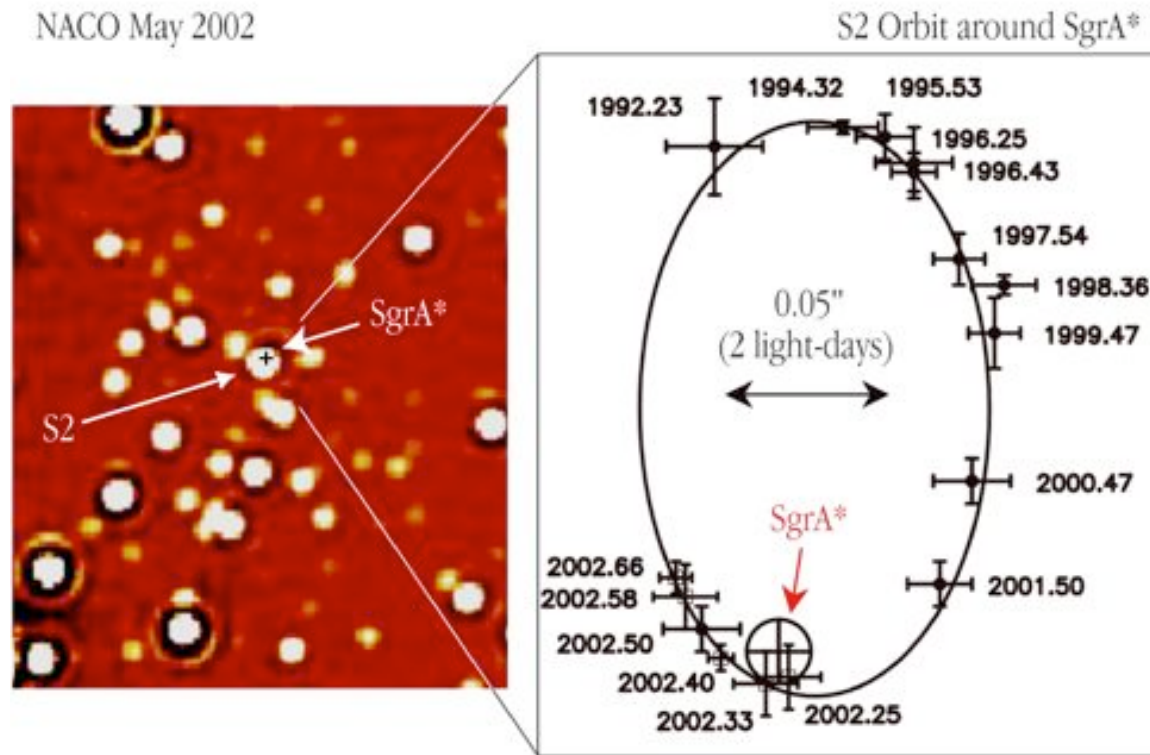 NACO May 2002
S2 Orbit around SgrA*
SgrA*
S2
1992.23
1994.32
1995.53
1996.25
1996.43
1997.54
1998.36
1999.47
0.05"
(2 light-days)
2000.47
SgrA*
2001.50
2002.66
2002.58
2002.50
2002.40
2002.33
2002.25